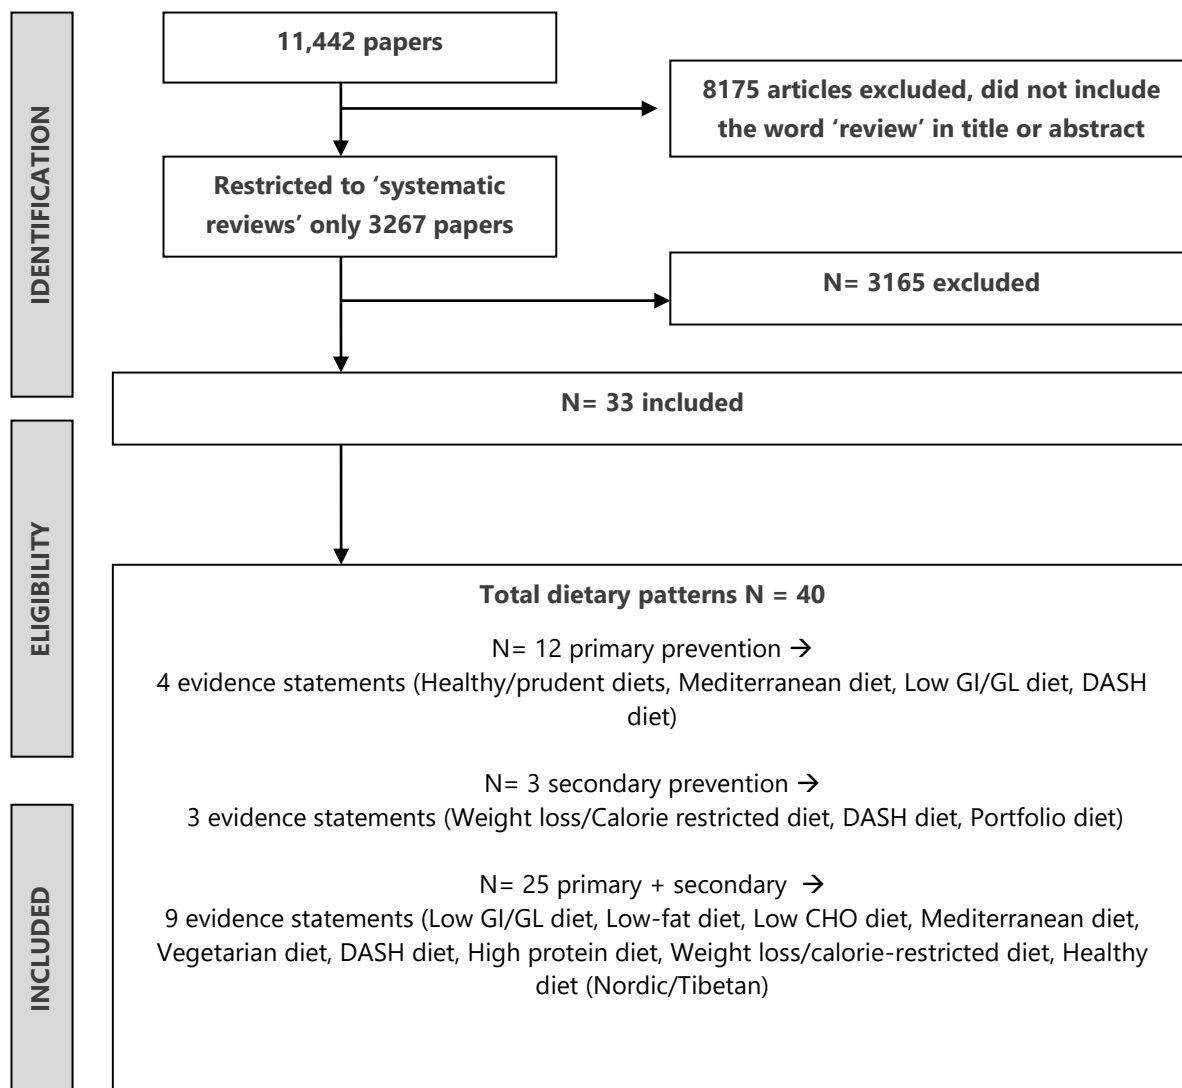 11,442 papers
8175 articles excluded, did not include
the word ‘review’ in title or abstract
Restricted to ‘systematic
reviews’ only 3267 papers
N= 3165 excluded
N= 33 included
Total dietary patterns N = 40
N= 12 primary prevention →
4 evidence statements (Healthy/prudent diets, Mediterranean diet, Low GI/GL diet, DASH
diet)
N= 3 secondary prevention →
3 evidence statements (Weight loss/Calorie restricted diet, DASH diet, Portfolio diet)
N= 25 primary + secondary →
9 evidence statements (Low GI/GL diet, Low-fat diet, Low CHO diet, Mediterranean diet,
Vegetarian diet, DASH diet, High protein diet, Weight loss/calorie-restricted diet, Healthy
diet (Nordic/Tibetan)
IDENTIFICATION
ELIGIBILITY
INCLUDED